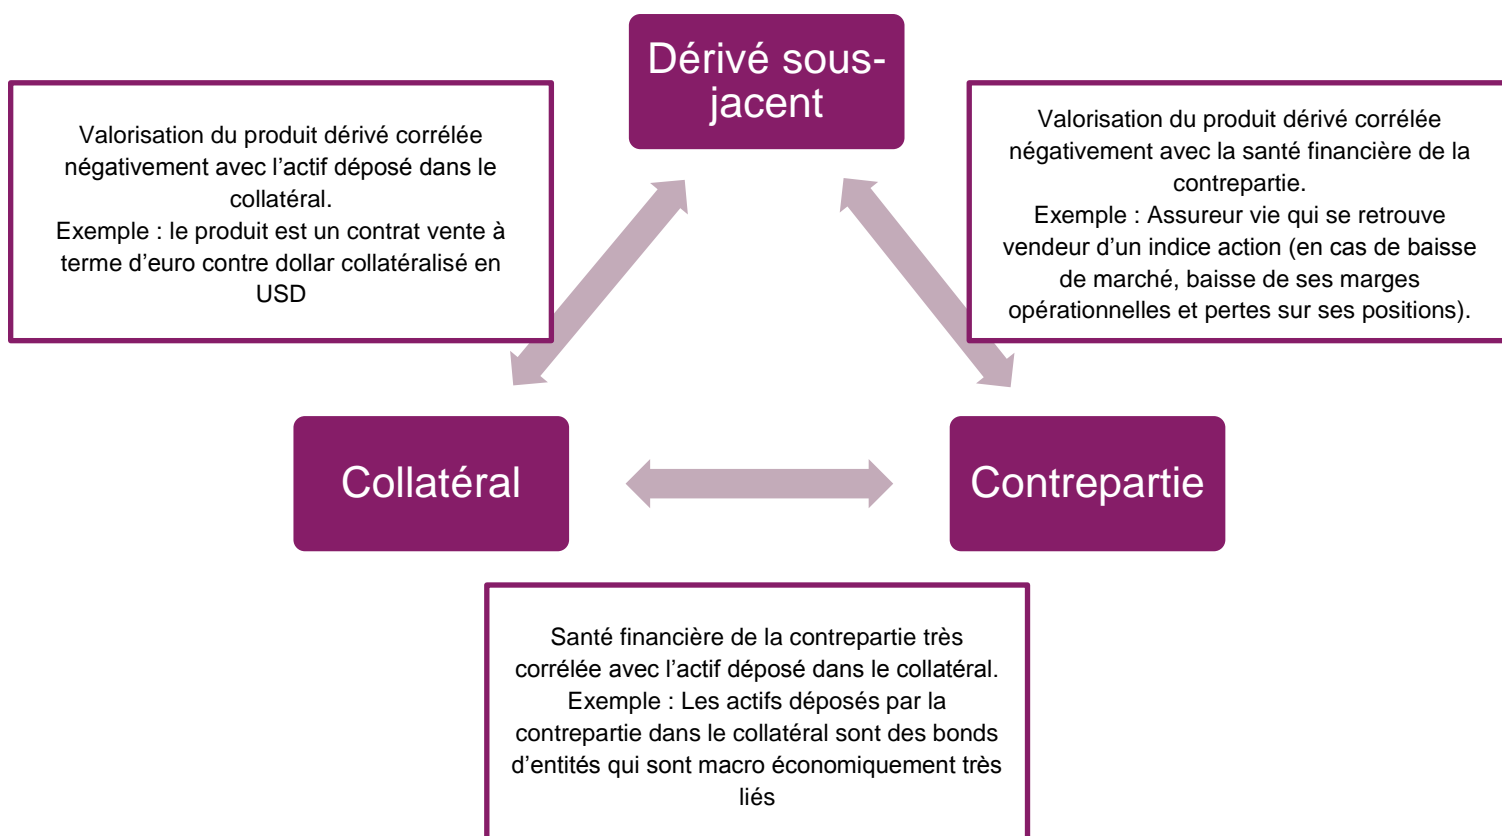 Dérivé sous-
jacent
Valorisation du produit dérivé corrélée
négativement avec l’actif déposé dans le
collatéral.
Exemple : le produit est un contrat vente à
terme d’euro contre dollar collatéralisé en
USD
Valorisation du produit dérivé corrélée
négativement avec la santé financière de la
contrepartie.
Exemple : Assureur vie qui se retrouve
vendeur d’un indice action (en cas de baisse
de marché, baisse de ses marges
opérationnelles et pertes sur ses positions).
Collatéral
Contrepartie
Santé financière de la contrepartie très
corrélée avec l’actif déposé dans le collatéral.
Exemple : Les actifs déposés par la
contrepartie dans le collatéral sont des bonds
d’entités qui sont macro économiquement très
liés